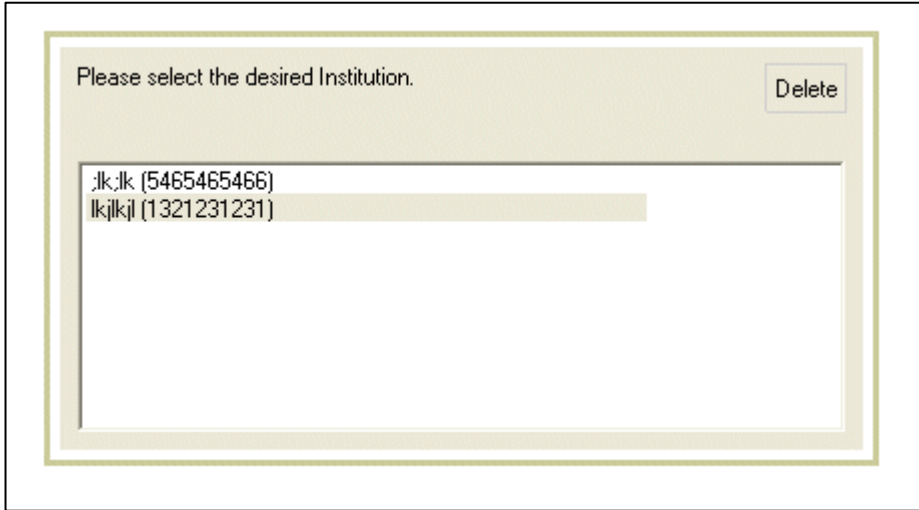 Please select the desired Institution.
Delete
;lk;lk (5465465466)
lkjlkjl (1321231231)